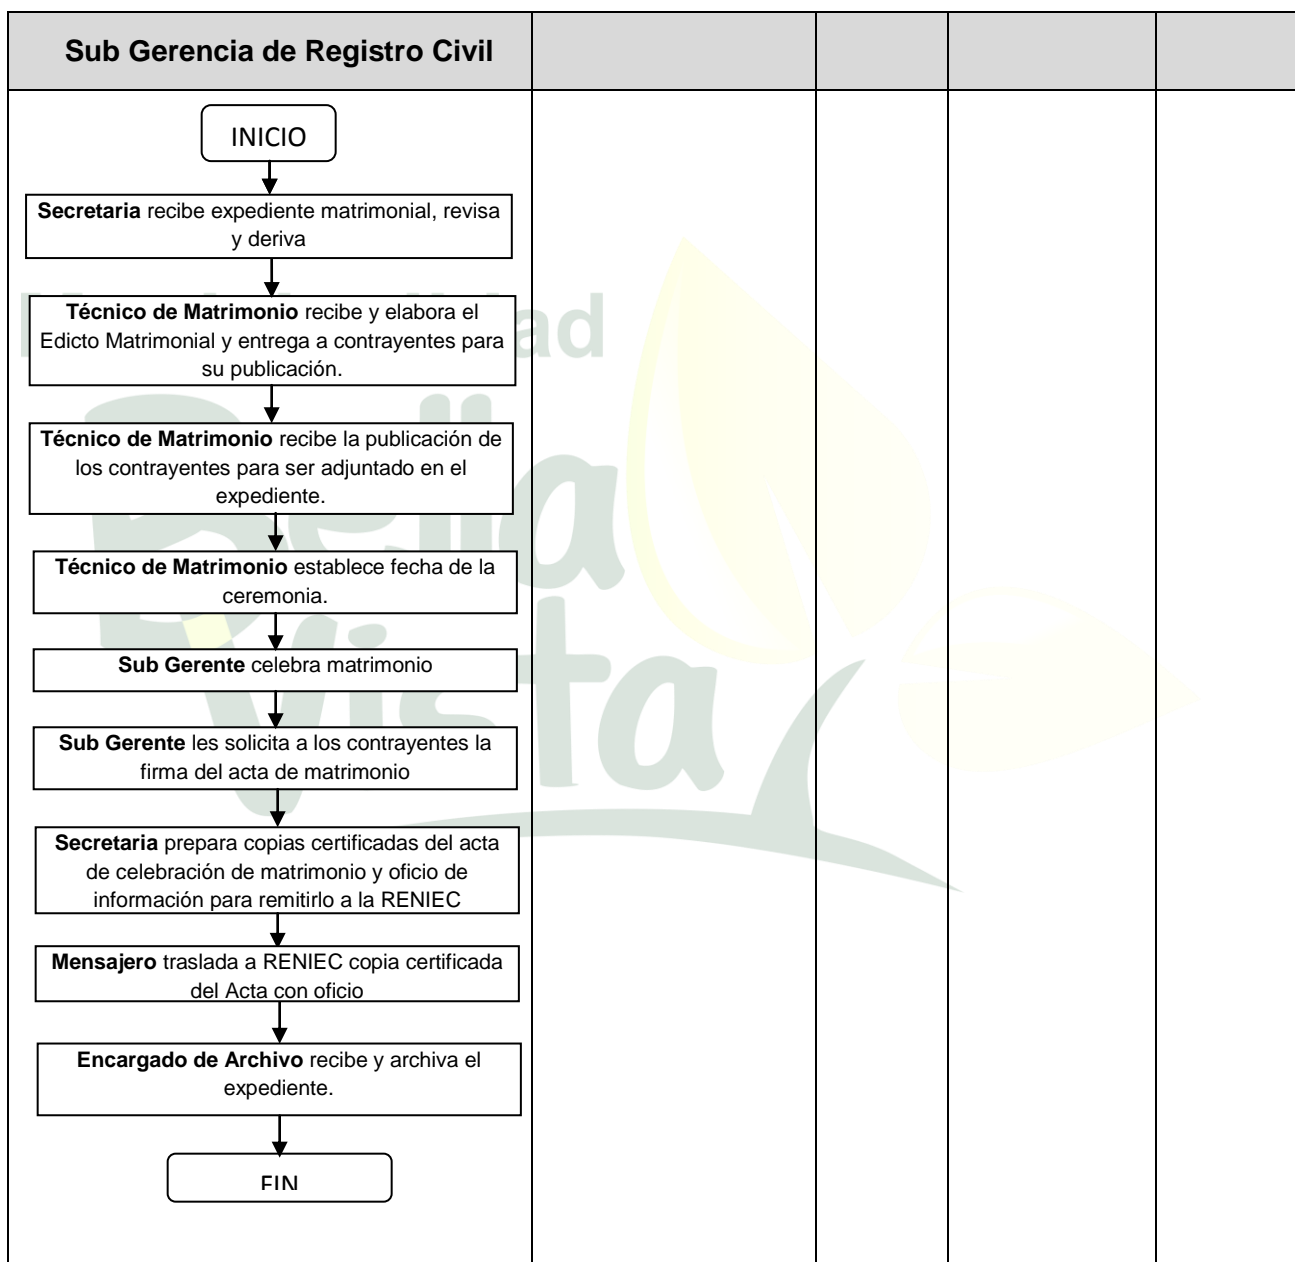 Sub Gerencia de Registro Civil
INICIO
Secretaria recibe expediente matrimonial, revisa
y deriva
Técnico de Matrimonio recibe y elabora el
Edicto Matrimonial y entrega a contrayentes para
su publicación.
Técnico de Matrimonio recibe la publicación de
los contrayentes para ser adjuntado en el
expediente.
Técnico de Matrimonio establece fecha de la
ceremonia.
Sub Gerente celebra matrimonio
Sub Gerente les solicita a los contrayentes la
firma del acta de matrimonio
Secretaria prepara copias certificadas del acta
de celebración de matrimonio y oficio de
información para remitirlo a la RENIEC
Mensajero traslada a RENIEC copia certificada
del Acta con oficio
Encargado de Archivo recibe y archiva el
expediente.
FIN
Bella
Vista